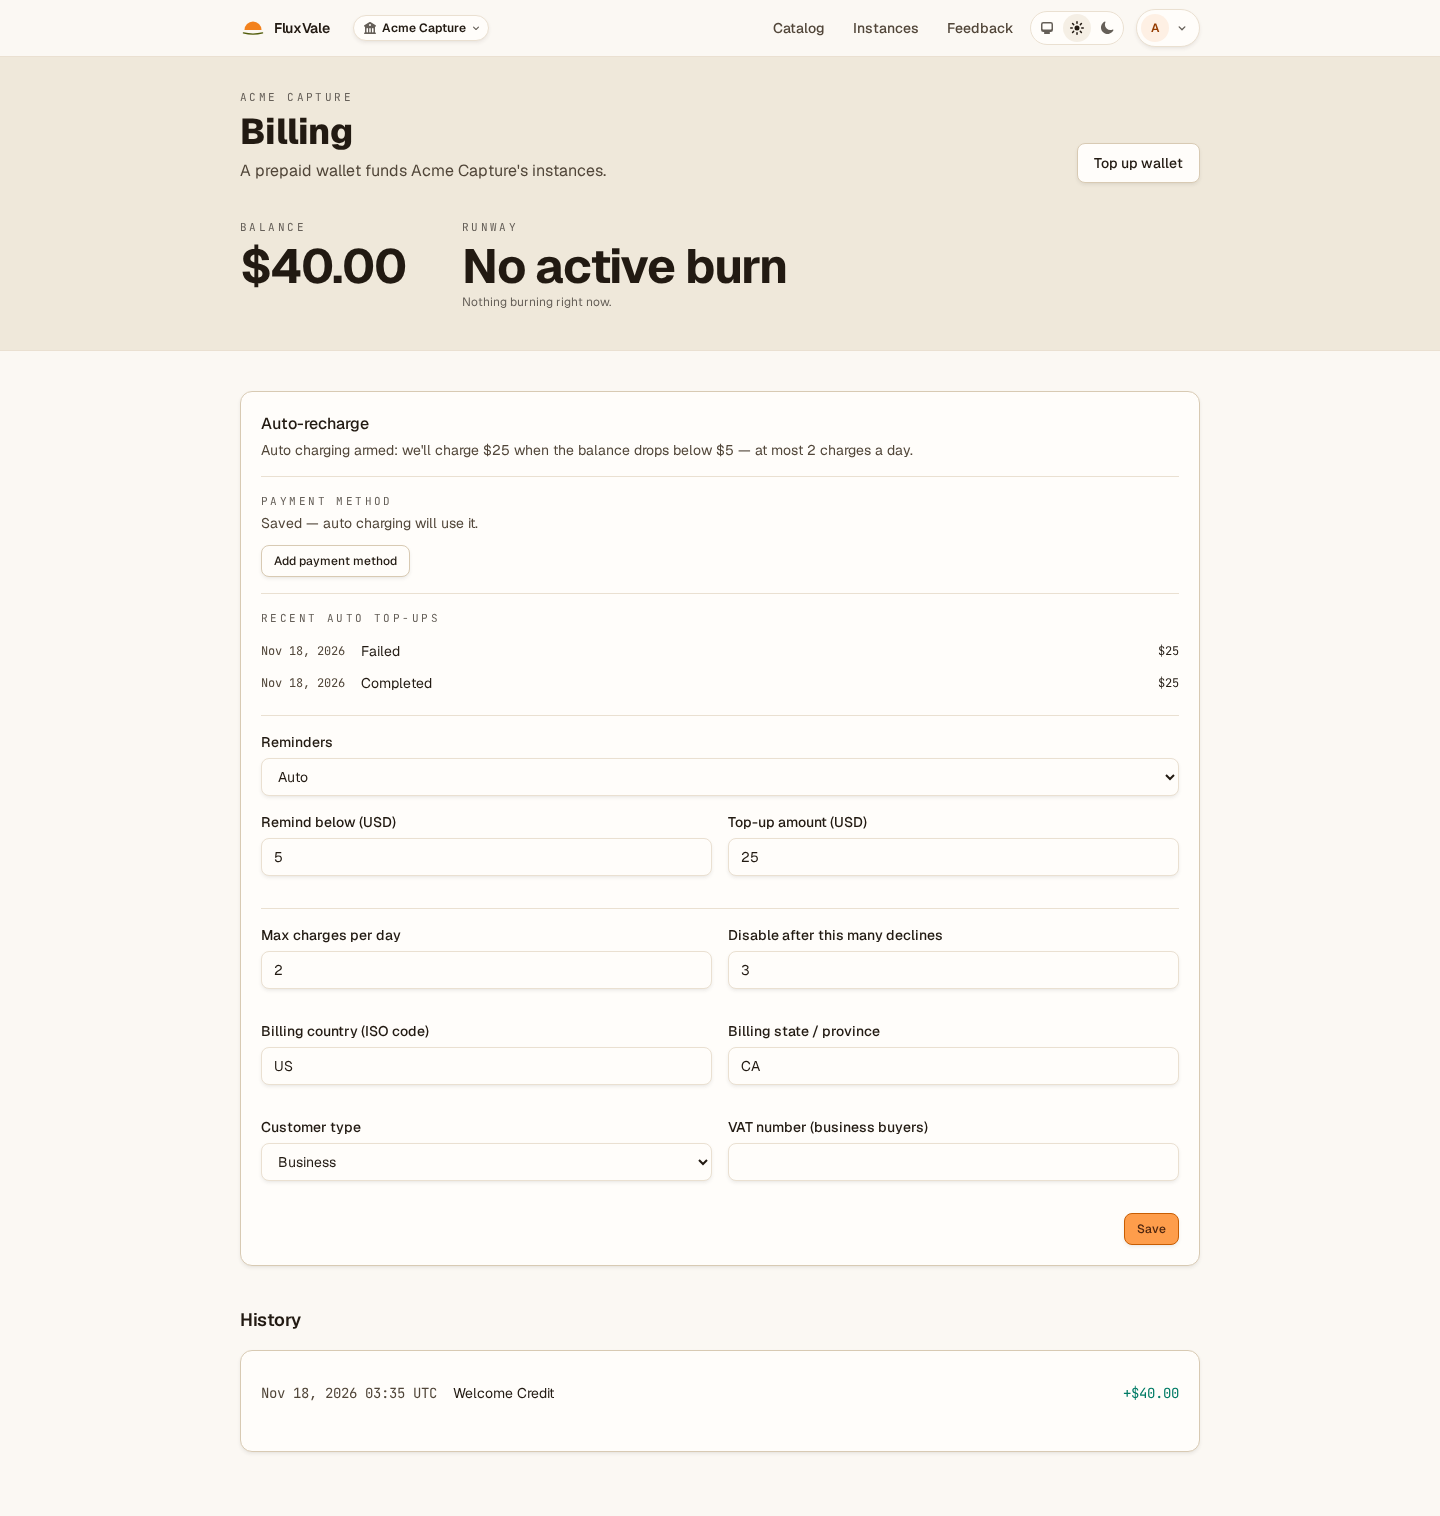 FluxVale
Acme Capture
Catalog
Instances
Feedback
A
ACME CAPTURE
Billing
A prepaid wallet funds Acme Capture's instances.
Top up wallet
BALANCE
$40.00
RUNWAY
No active burn
Nothing burning right now.
Auto-recharge
Auto charging armed: we'll charge $25 when the balance drops below $5 — at most 2 charges a day.
PAYMENT METHOD
Saved — auto charging will use it.
Add payment method
RECENT AUTO TOP-UPS
Nov 18, 2026 Failed $25
Nov 18, 2026 Completed $25
Reminders
Auto
Remind below (USD)
5
Top-up amount (USD)
25
Max charges per day
2
Disable after this many declines
3
Billing country (ISO code)
US
Billing state / province
CA
Customer type
Business
VAT number (business buyers)
Save
History
Nov 18, 2026 03:35 UTC Welcome Credit +$40.00